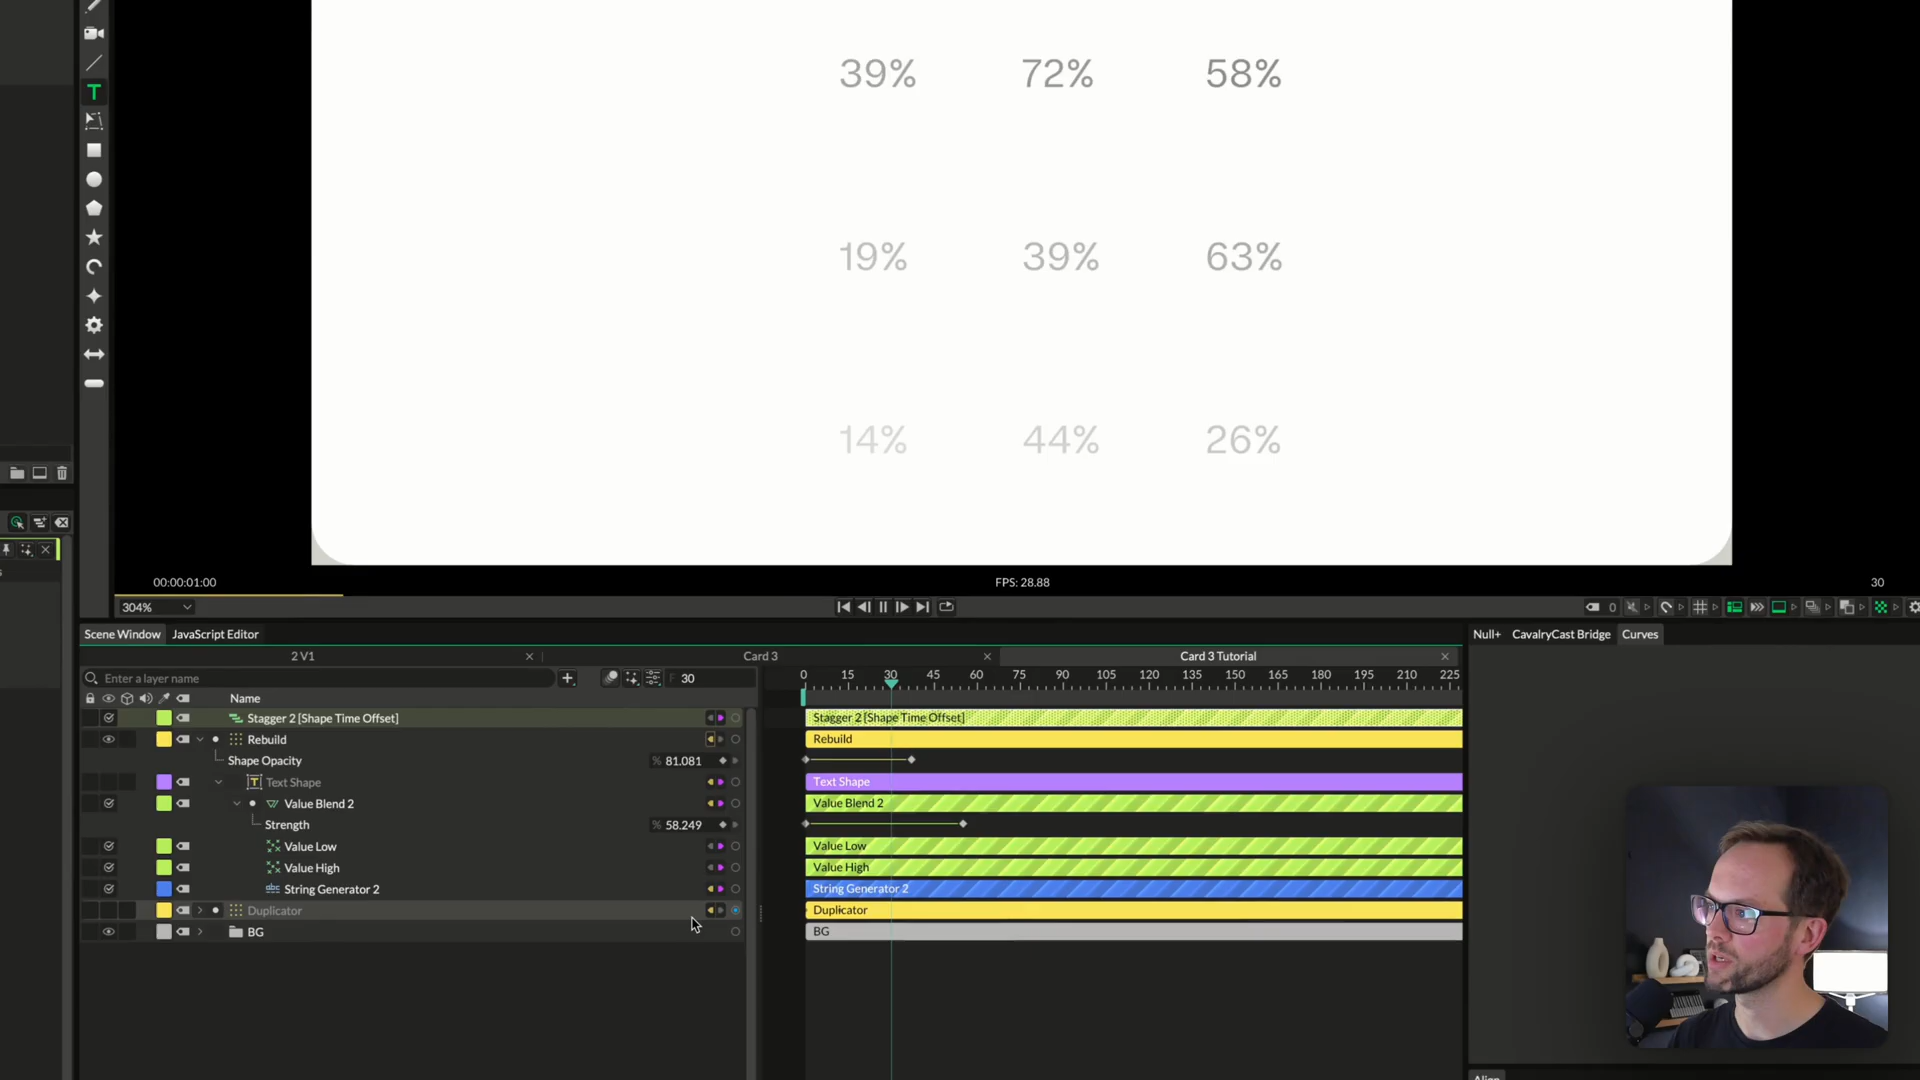 39% 72% 58%
19% 39% 63%
14% 44% 26%
00:00:01:00
FPS: 28.88
30
304%
0
Scene Window
JavaScript Editor
Null+
CavalryCast Bridge
Curves
2 V1
Card 3
Card 3 Tutorial
Enter a layer name
F 30
0 15 30 45 60 75 90 105 120 135 150 165 180 195 210 225
Name
Stagger 2 [Shape Time Offset]
Stagger 2 [Shape Time Offset]
Rebuild
Rebuild
Shape Opacity
% 81.081
Text Shape
Text Shape
Value Blend 2
Value Blend 2
Strength
% 58.249
Value Low
Value Low
Value High
Value High
abc String Generator 2
String Generator 2
Duplicator
Duplicator
BG
BG